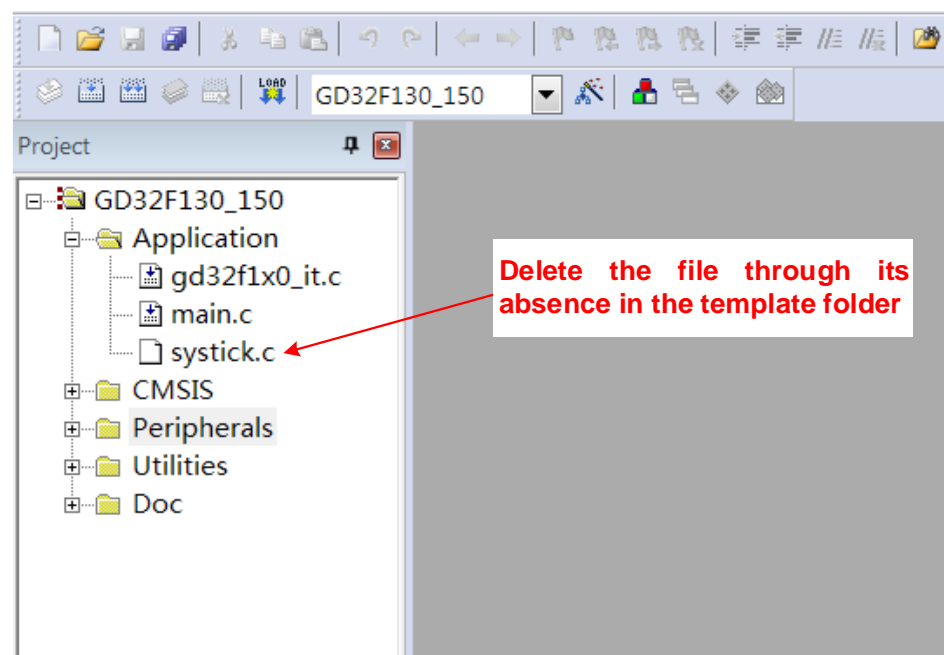 LOAD
GD32F130_150
Project
GD32F130_150
Application
gd32f1x0_it.c
main.c
systick.c
CMSIS
Peripherals
Utilities
Doc
Delete the file through its
absence in the template folder